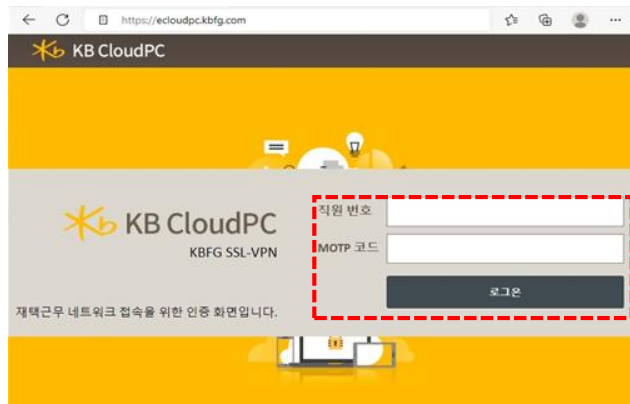 https://ecloudpc.kbfg.com
KB CloudPC
KB CloudPC
KBFG SSL-VPN
재택근무 네트워크 접속을 위한 인증 화면입니다.
직원 번호
MOTP 코드
로그온